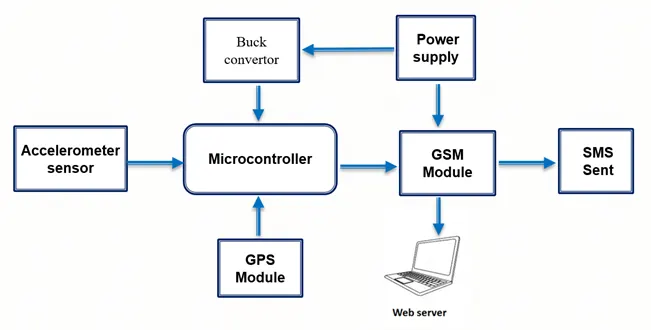 Buck
convertor
Power
supply
Accelerometer
sensor
Microcontroller
GSM
Module
SMS
Sent
GPS
Module
Web server